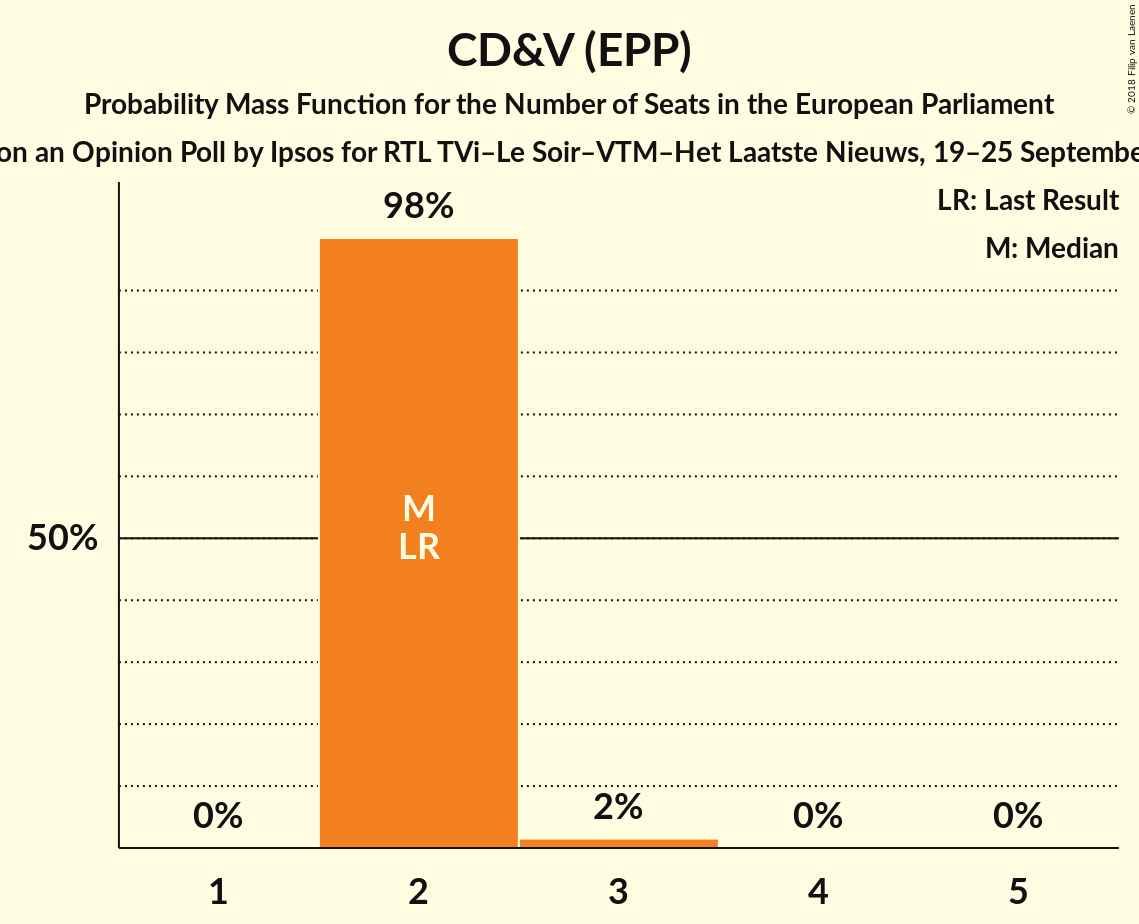 CD&V (EPP)
Probability Mass Function for the Number of Seats in the European Parliament
on an Opinion Poll by Ipsos for RTL TVi–Le Soir–VTM–Het Laatste Nieuws, 19–25 Septembe
© 2018 Filip van Laenen
LR: Last Result
M: Median
98%
M
LR
50%
0%
2%
0%
0%
1
2
3
4
5